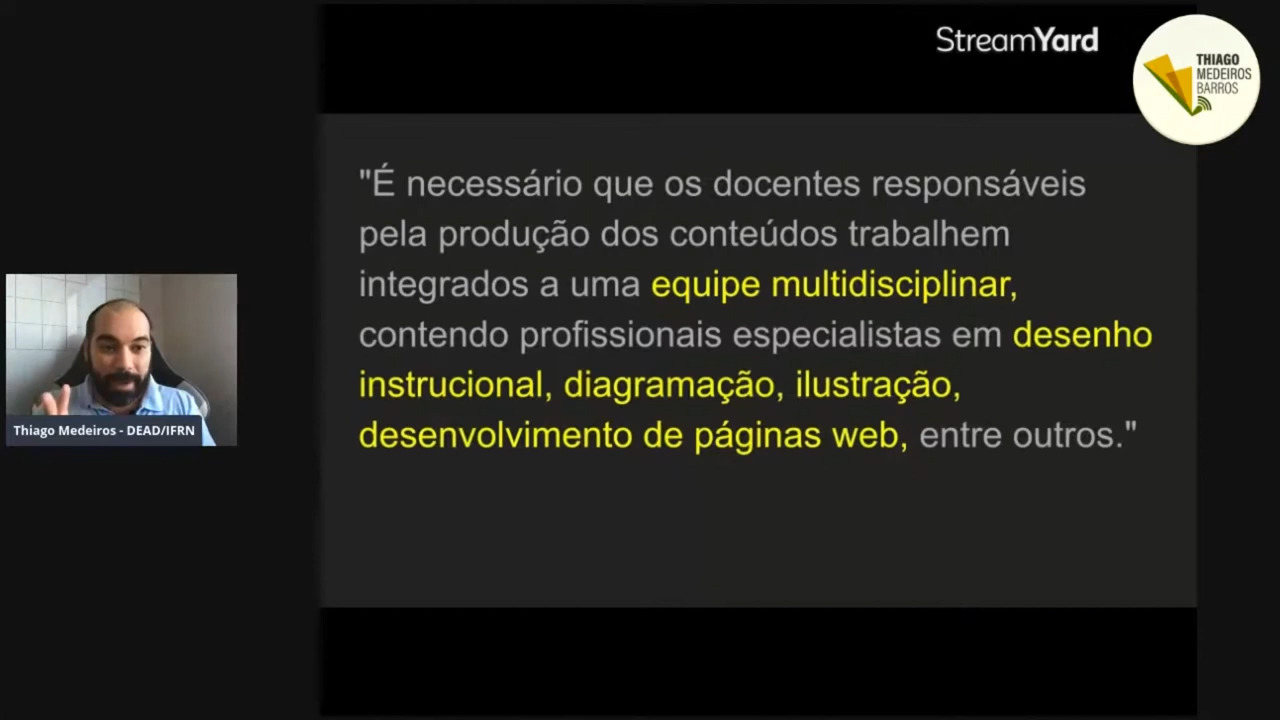 StreamYard
THIAGO
MEDEIROS
BARROS
"É necessário que os docentes responsáveis
pela produção dos conteúdos trabalhem
integrados a uma equipe multidisciplinar,
contendo profissionais especialistas em desenho
instrucional, diagramação, ilustração,
desenvolvimento de páginas web, entre outros."
Thiago Medeiros - DEAD/IFRN